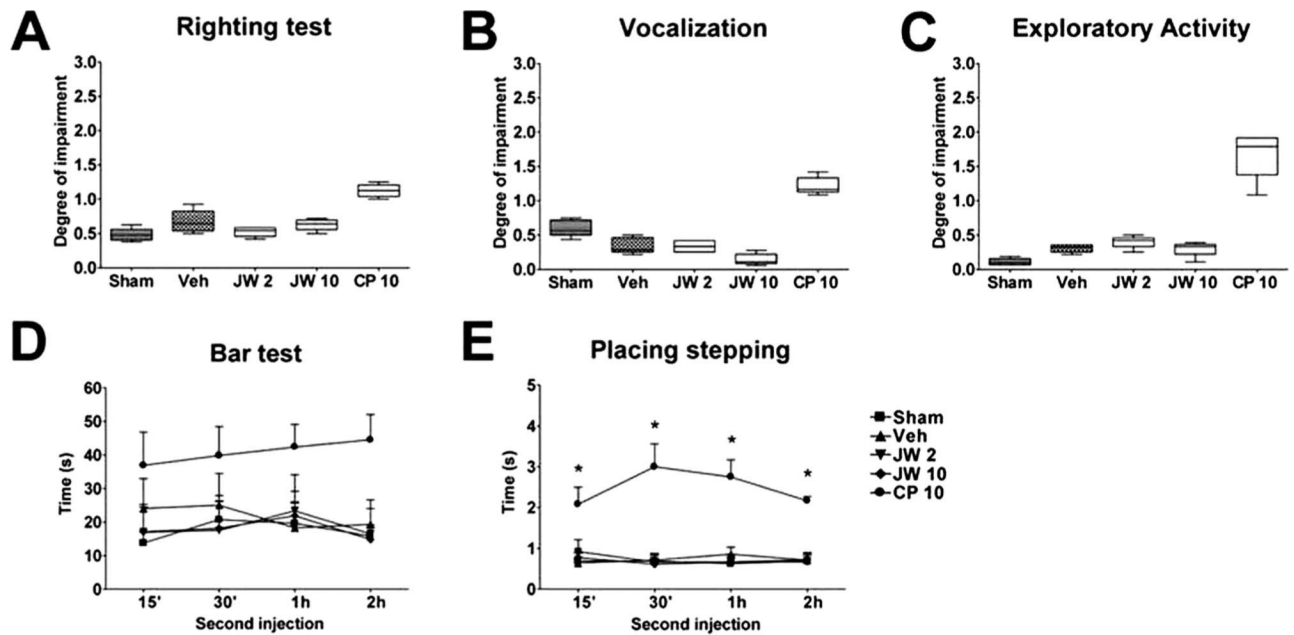 A Righting test
Degree of impairment
3.0
2.5
2.0
1.5
1.0
0.5
0.0
Sham Veh JW 2 JW 10 CP 10
B Vocalization
Degree of impairment
3.0
2.5
2.0
1.5
1.0
0.5
0.0
Sham Veh JW 2 JW 10 CP 10
C Exploratory Activity
Degree of impairment
3.0
2.5
2.0
1.5
1.0
0.5
0.0
Sham Veh JW 2 JW 10 CP 10
D Bar test
Time (s)
60
50
40
30
20
10
0
15' 30' 1h 2h
Second injection
E Placing stepping
Time (s)
5
4
3
2
1
0
* * * *
15' 30' 1h 2h
Second injection
Sham
Veh
JW 2
JW 10
CP 10